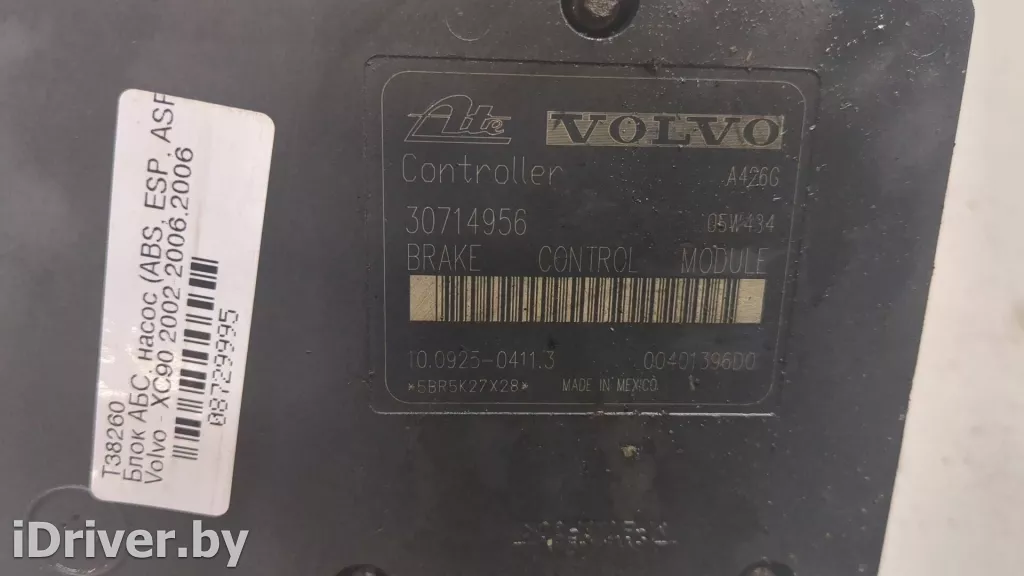 Ate VOLVO
Controller A426G
30714956 05W434
BRAKE CONTROL MODULE
10.0925-0411.3 00401396D0
*5BR5K27X28* MADE IN MEXICO
T38260
Блок АБС, насос (ABS, ESP, ASR
Volvo - XC90 2002-2006.2006
08729995
iDriver.by